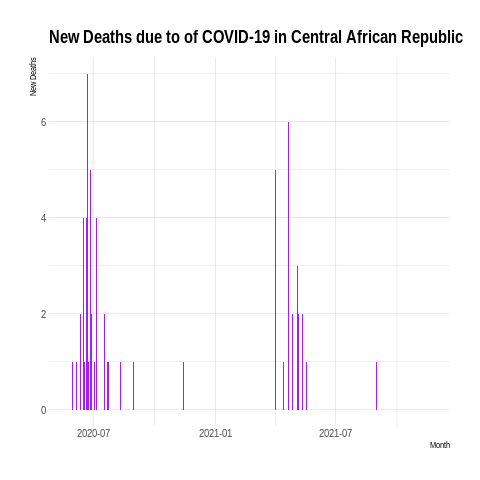 New Deaths due to of COVID-19 in Central African Republic
New Deaths
6
4
2
0
2020-07
2021-01
2021-07
Month